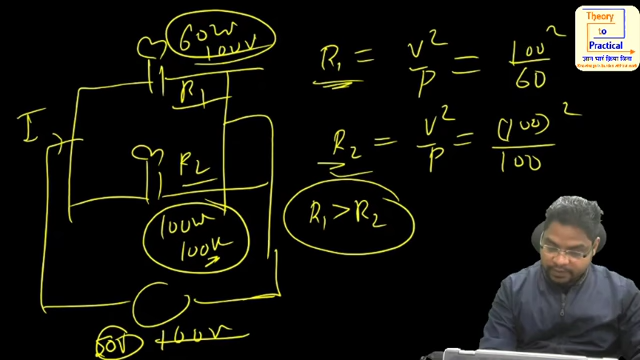 Theory
to
Practical
ज्ञानं भारं क्रियां विना
60W
100V
R₁
I
R₂
100W
100V
50V 100V
R₁ = V²/P = 100²/60
R₂ = V²/P = (100)²/100
R₁ > R₂